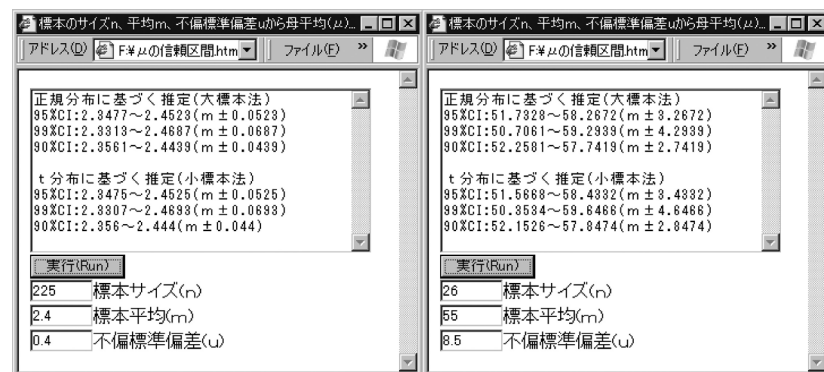 標本のサイズn、平均m、不偏標準偏差uから母平均(μ)...
アドレス(D) F:¥μの信頼区間.htm ファイル(F) »
正規分布に基づく推定(大標本法)
95%CI:2.3477～2.4523(m±0.0523)
99%CI:2.3313～2.4687(m±0.0687)
90%CI:2.3561～2.4439(m±0.0439)
t分布に基づく推定(小標本法)
95%CI:2.3475～2.4525(m±0.0525)
99%CI:2.3307～2.4693(m±0.0693)
90%CI:2.356～2.444(m±0.044)
実行(Run)
225 標本サイズ(n)
2.4 標本平均(m)
0.4 不偏標準偏差(u)
標本のサイズn、平均m、不偏標準偏差uから母平均(μ)...
アドレス(D) F:¥μの信頼区間.htm ファイル(F) »
正規分布に基づく推定(大標本法)
95%CI:51.7328～58.2672(m±3.2672)
99%CI:50.7061～59.2939(m±4.2939)
90%CI:52.2581～57.7419(m±2.7419)
t分布に基づく推定(小標本法)
95%CI:51.5668～58.4332(m±3.4332)
99%CI:50.3534～59.6466(m±4.6466)
90%CI:52.1526～57.8474(m±2.8474)
実行(Run)
26 標本サイズ(n)
55 標本平均(m)
8.5 不偏標準偏差(u)